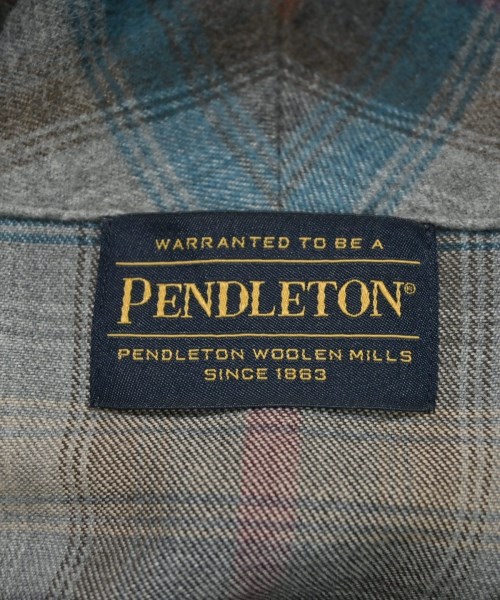 WARRANTED TO BE A
PENDLETON®
PENDLETON WOOLEN MILLS
SINCE 1863